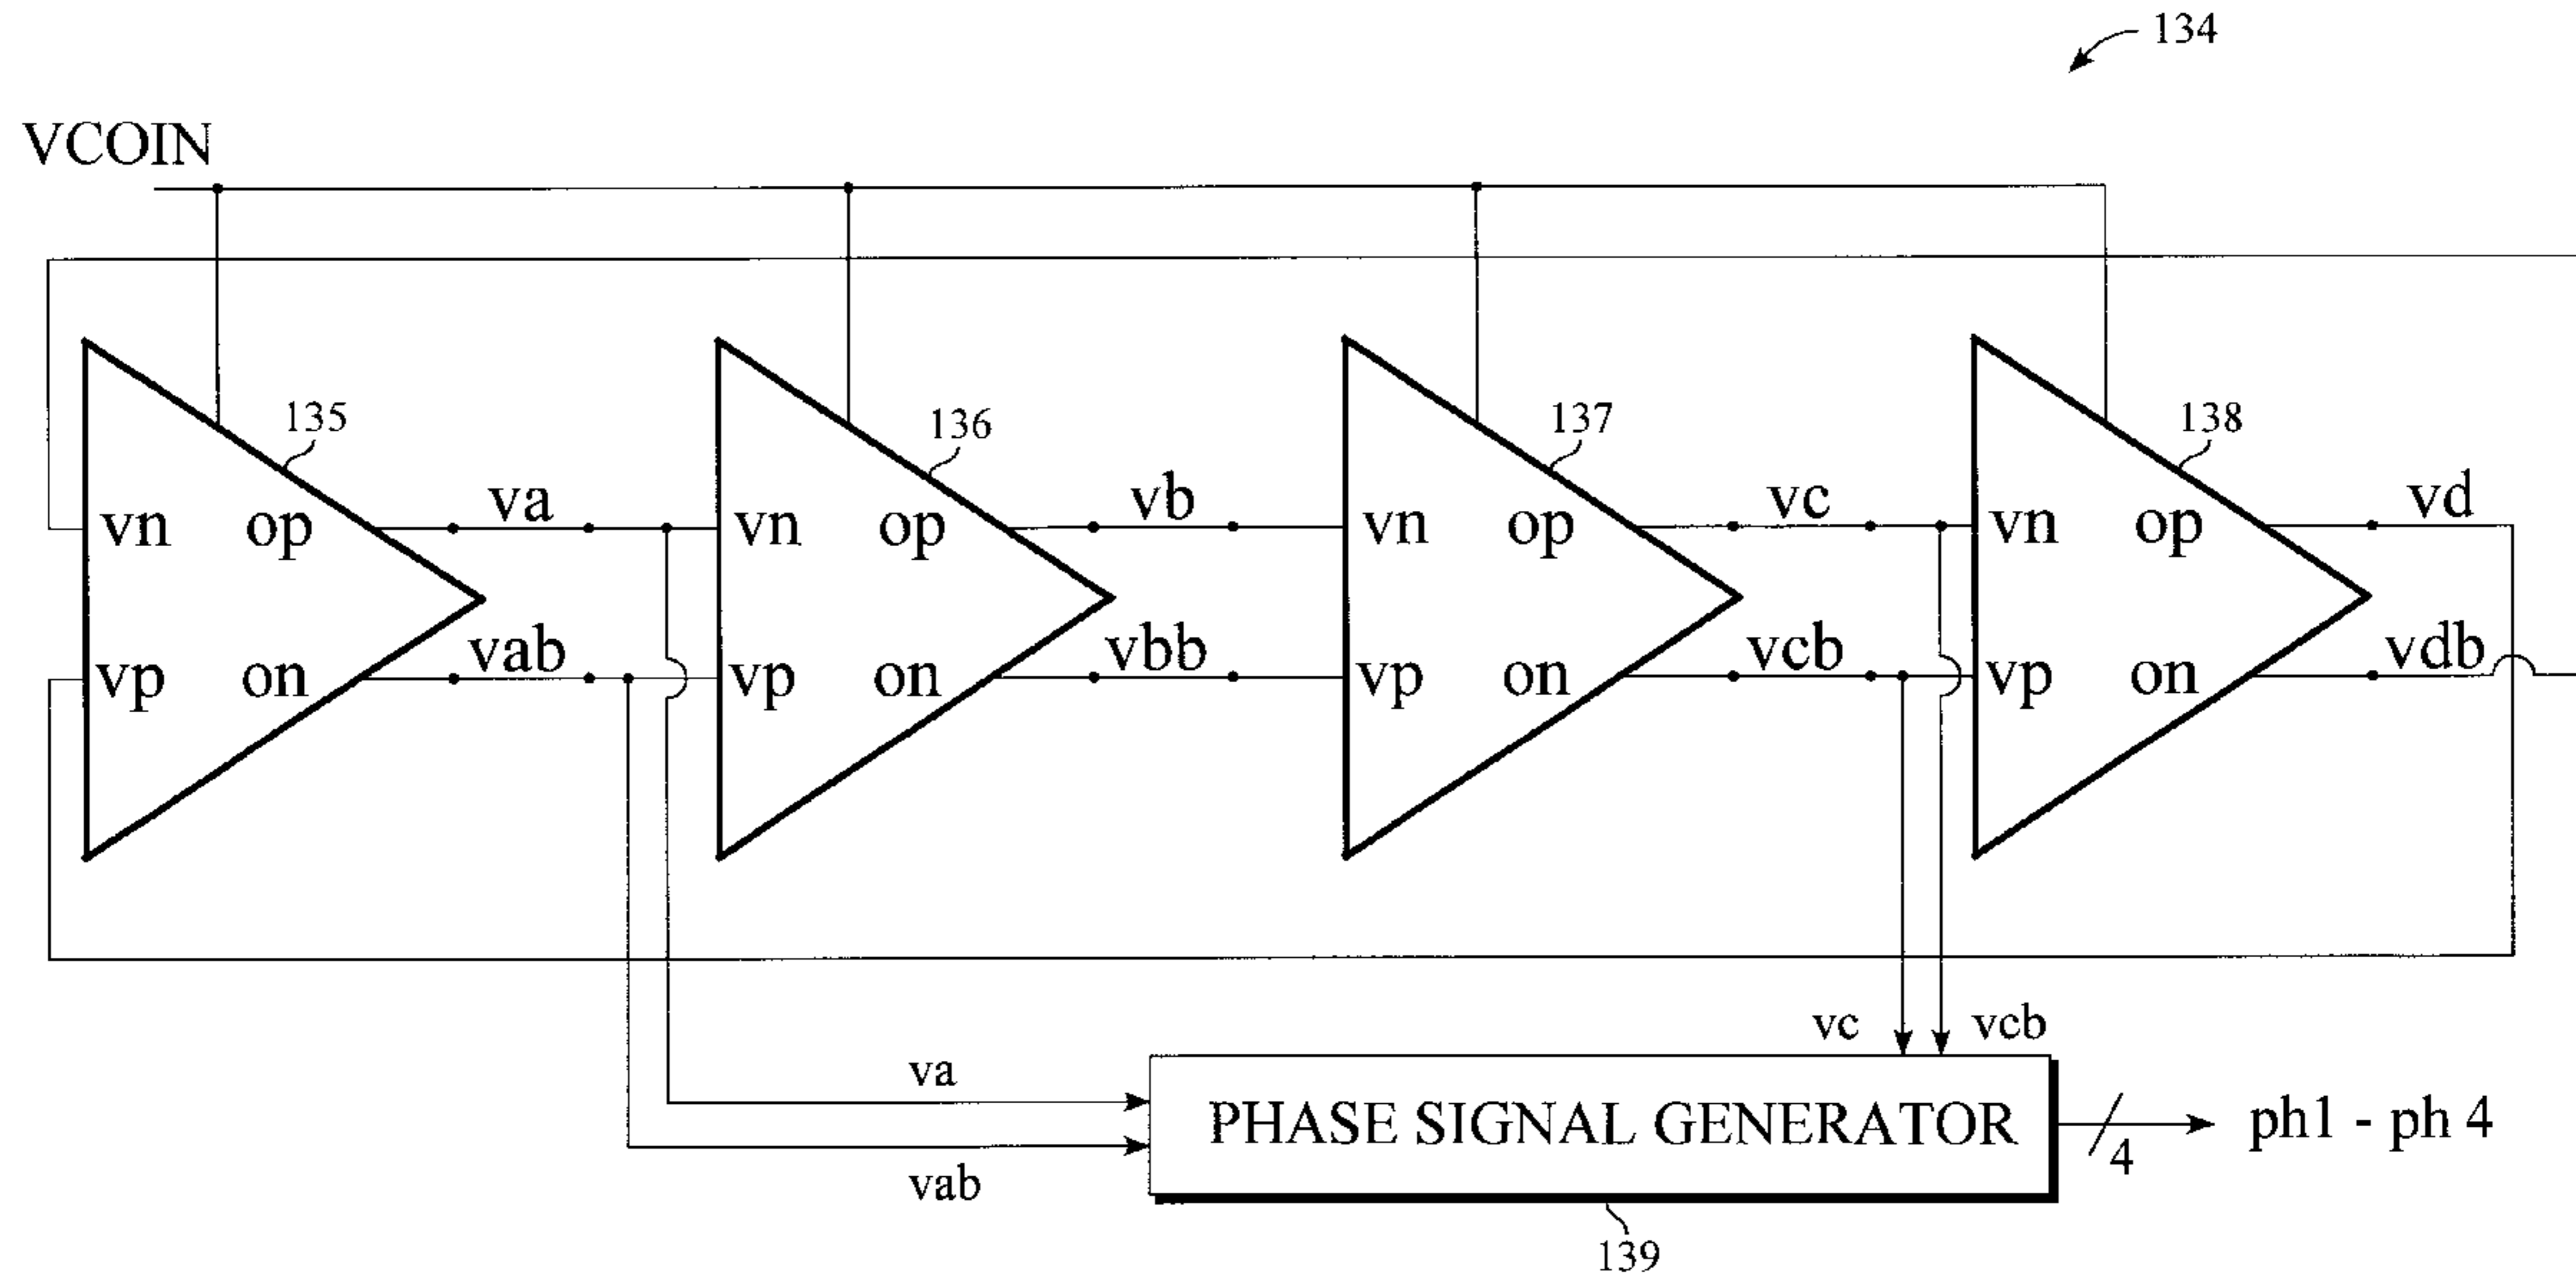 134
VCOIN
135
136
137
138
va
vb
vc
vd
vn op
vn op
vn op
vn op
vab
vbb
vcb
vdb
vp on
vp on
vp on
vp on
vc
vcb
va
vab
PHASE SIGNAL GENERATOR
4
ph1 - ph 4
139